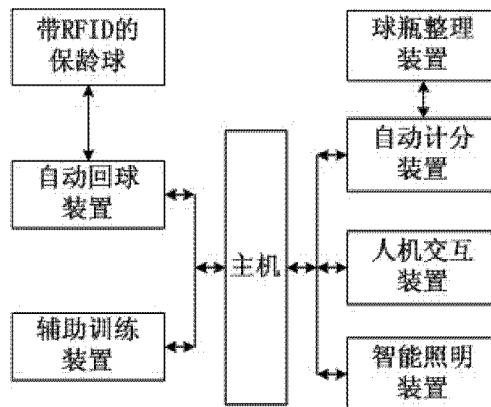 带RFID的
保龄球
自动回球
装置
辅助训练
装置
主机
球瓶整理
装置
自动计分
装置
人机交互
装置
智能照明
装置